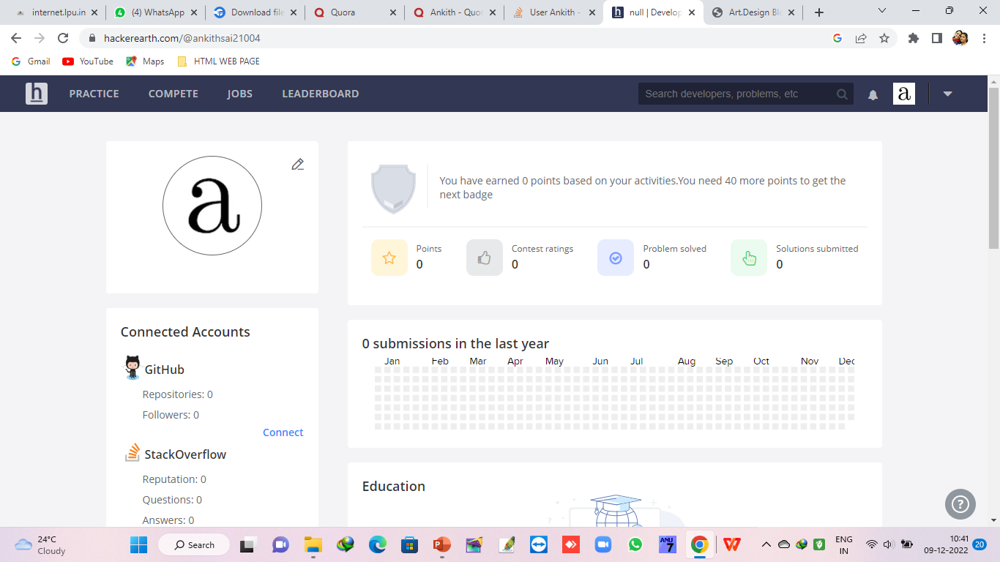 internet.lpu.in
(4) WhatsApp
Download file
Quora
Ankith - Quor
User Ankith -
null | Develop
Art.Design Bl
hackerearth.com/@ankithsai21004
Gmail
YouTube
Maps
HTML WEB PAGE
h
PRACTICE
COMPETE
JOBS
LEADERBOARD
Search developers, problems, etc
a
a
You have earned 0 points based on your activities.You need 40 more points to get the
next badge
Points
0
Contest ratings
0
Problem solved
0
Solutions submitted
0
Connected Accounts
GitHub
Repositories: 0
Followers: 0
Connect
StackOverflow
Reputation: 0
Questions: 0
Answers: 0
0 submissions in the last year
Jan Feb Mar Apr May Jun Jul Aug Sep Oct Nov Dec
Education
?
24°C
Cloudy
Search
ANU
7
ENG
IN
10:41
09-12-2022
20